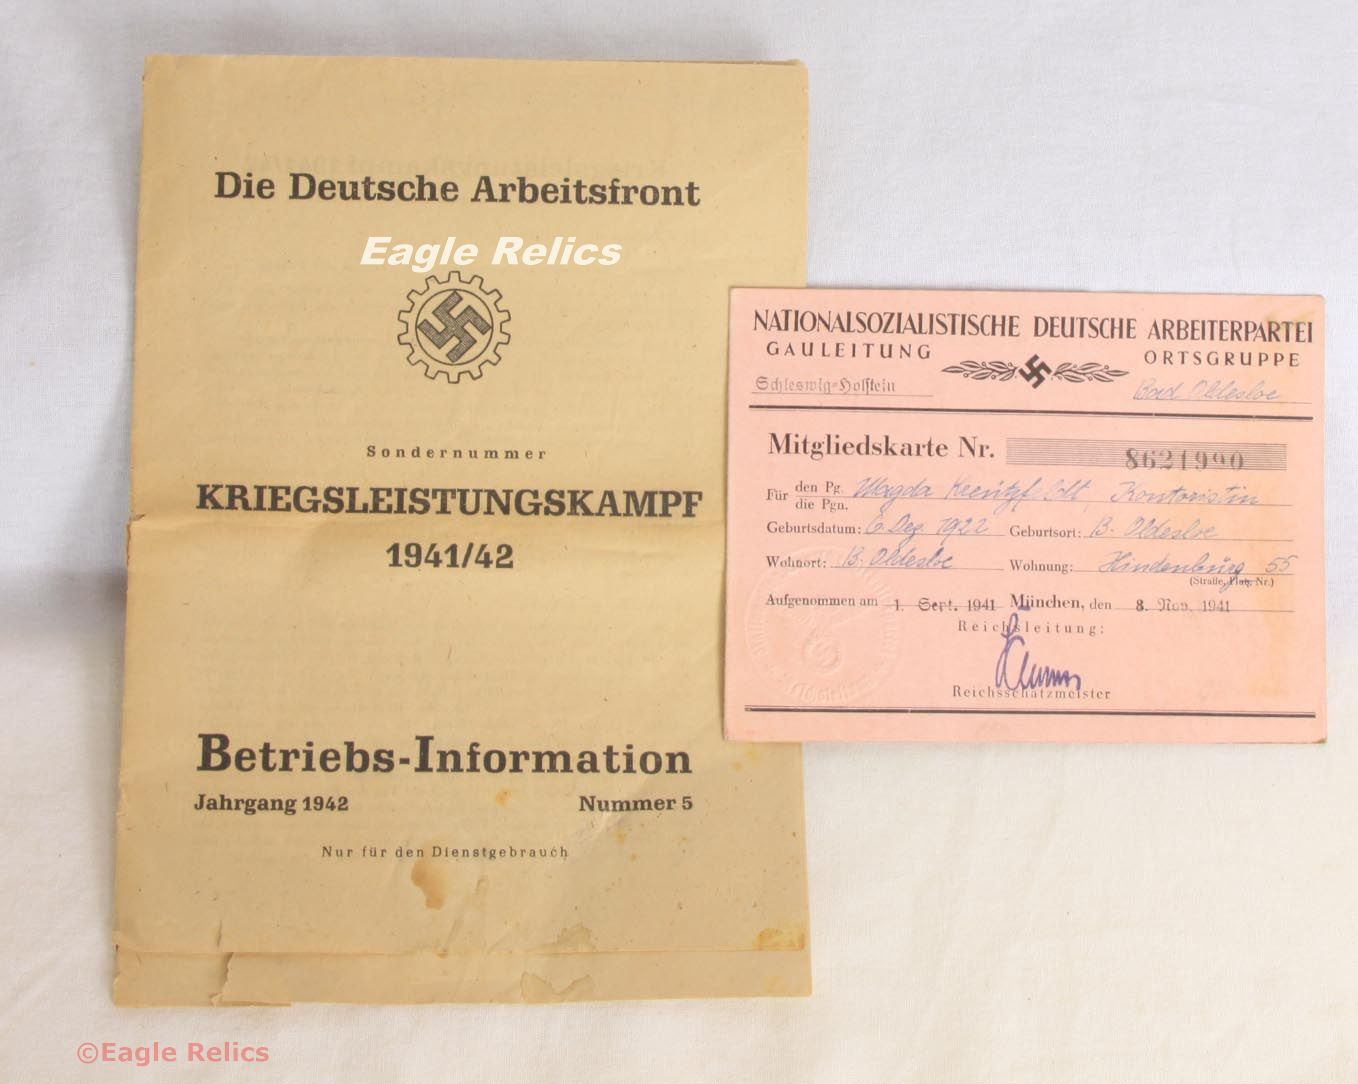 Die Deutsche Arbeitsfront
Eagle Relics
Sondernummer
KRIEGSLEISTUNGSKAMPF
1941/42
Betriebs-Information
Jahrgang 1942 Nummer 5
Nur für den Dienstgebrauch
NATIONALSOZIALISTISCHE DEUTSCHE ARBEITERPARTEI
GAULEITUNG ORTSGRUPPE
Schleswig-Holstein Bad Oldesloe
Mitgliedskarte Nr. 8621990
Für den Pg. die Pgn. Magda Kontoristin
Geburtsdatum: 6 Dez. 1922 Geburtsort: B. Oldesloe
Wohnort: B. Oldesloe Wohnung: Hindenburg 55
(Straße, Platz, Nr.)
Aufgenommen am 1. Sept. 1941 München, den 8. Nov. 1941
Reichsleitung:
Reichsschatzmeister
©Eagle Relics